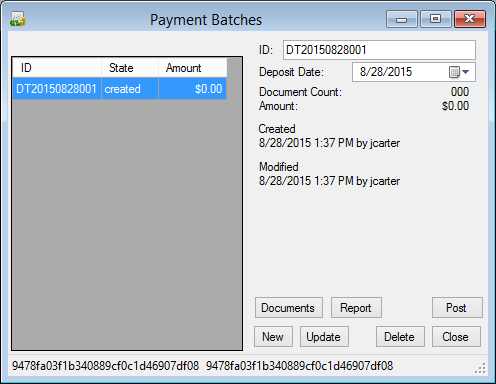 Payment Batches
ID State Amount
DT20150828001 created $0.00
ID: DT20150828001
Deposit Date: 8/28/2015
Document Count: 000
Amount: $0.00
Created
8/28/2015 1:37 PM by jcarter
Modified
8/28/2015 1:37 PM by jcarter
Documents Report Post
New Update Delete Close
9478fa03f1b340889cf0c1d46907df08 9478fa03f1b340889cf0c1d46907df08